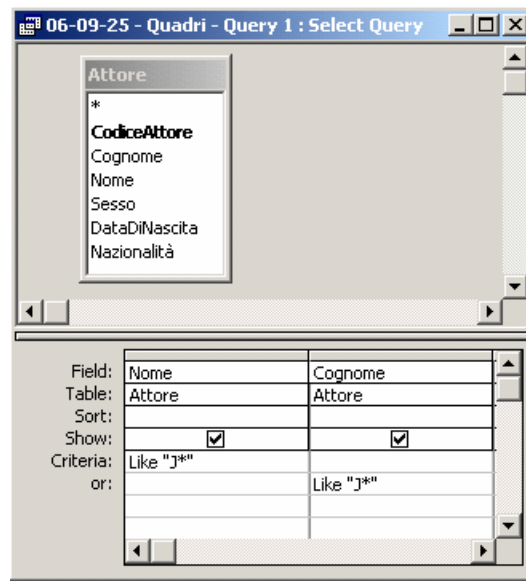 06-09-25 - Quadri - Query 1 : Select Query
Attore
*
CodiceAttore
Cognome
Nome
Sesso
DataDiNascita
Nazionalità
Field: Nome Cognome
Table: Attore Attore
Sort:
Show:
Criteria: Like "J*"
or: Like "J*"